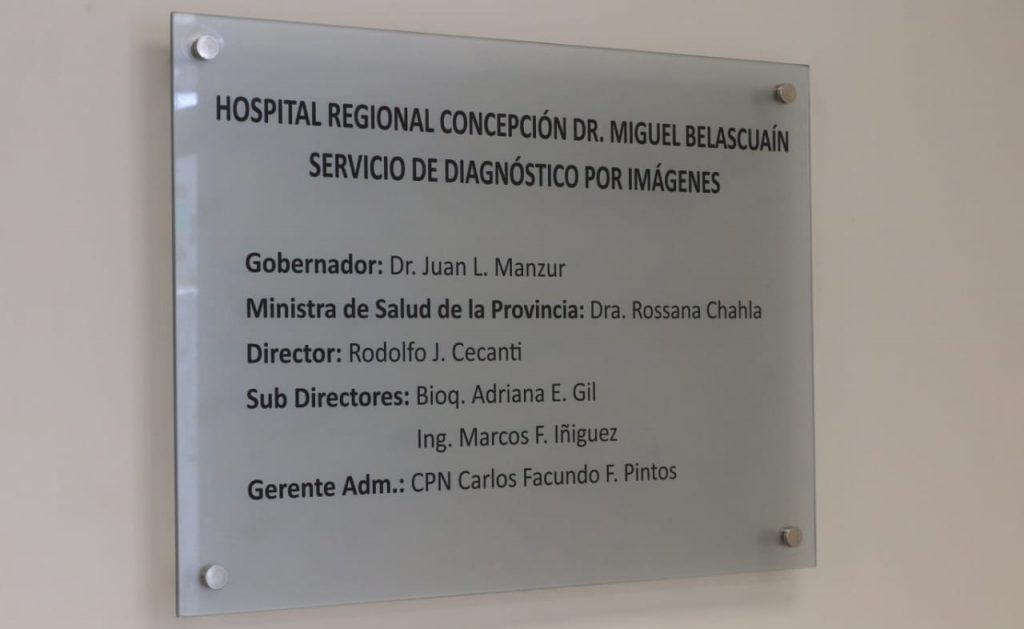 HOSPITAL REGIONAL CONCEPCIÓN DR. MIGUEL BELASCUAÍN
SERVICIO DE DIAGNÓSTICO POR IMÁGENES
Gobernador: Dr. Juan L. Manzur
Ministra de Salud de la Provincia: Dra. Rossana Chahla
Director: Rodolfo J. Cecanti
Sub Directores: Bioq. Adriana E. Gil
Ing. Marcos F. Iñiguez
Gerente Adm.: CPN Carlos Facundo F. Pintos